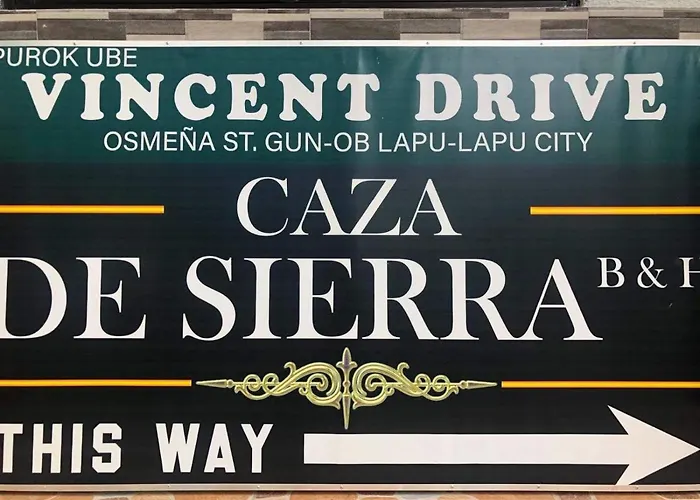 PUROK UBE
VINCENT DRIVE
OSMEÑA ST. GUN-OB LAPU-LAPU CITY
CAZA
DE SIERRA B & H
THIS WAY